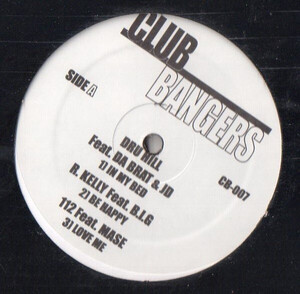 CLUB
BANGERS
SIDE A
DRU HILL
Feat. DA BRAT & JD
1) IN MY BED
CB-007
R. KELLY Feat. B.I.G
2) BE HAPPY
112 Feat. MASE
3) LOVE ME